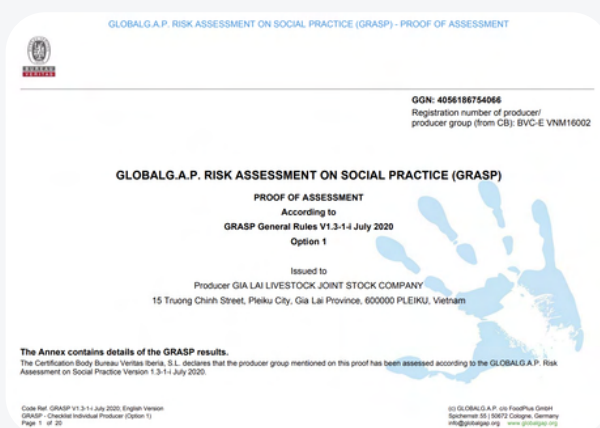 GLOBALG.A.P. RISK ASSESSMENT ON SOCIAL PRACTICE (GRASP) - PROOF OF ASSESSMENT
BUREAU
VERITAS
GGN: 4056186754066
Registration number of producer/
producer group (from CB): BVC-E VNM16002
GLOBALG.A.P. RISK ASSESSMENT ON SOCIAL PRACTICE (GRASP)
PROOF OF ASSESSMENT
According to
GRASP General Rules V1.3-1-i July 2020
Option 1
Issued to
Producer GIA LAI LIVESTOCK JOINT STOCK COMPANY
15 Truong Chinh Street, Pleiku City, Gia Lai Province, 600000 PLEIKU, Vietnam
The Annex contains details of the GRASP results.
The Certification Body Bureau Veritas Iberia, S.L. declares that the producer group mentioned on this proof has been assessed according to the GLOBALG.A.P. Risk
Assessment on Social Practice Version 1.3-1-i July 2020.
Code Ref. GRASP V1.3-1-i July 2020; English Version
GRASP - Checklist Individual Producer (Option 1)
Page 1 of 20
(c) GLOBALG.A.P. c/o FoodPlus GmbH
Spichernstr. 55 | 50672 Cologne, Germany
info@globalgap.org www.globalgap.org